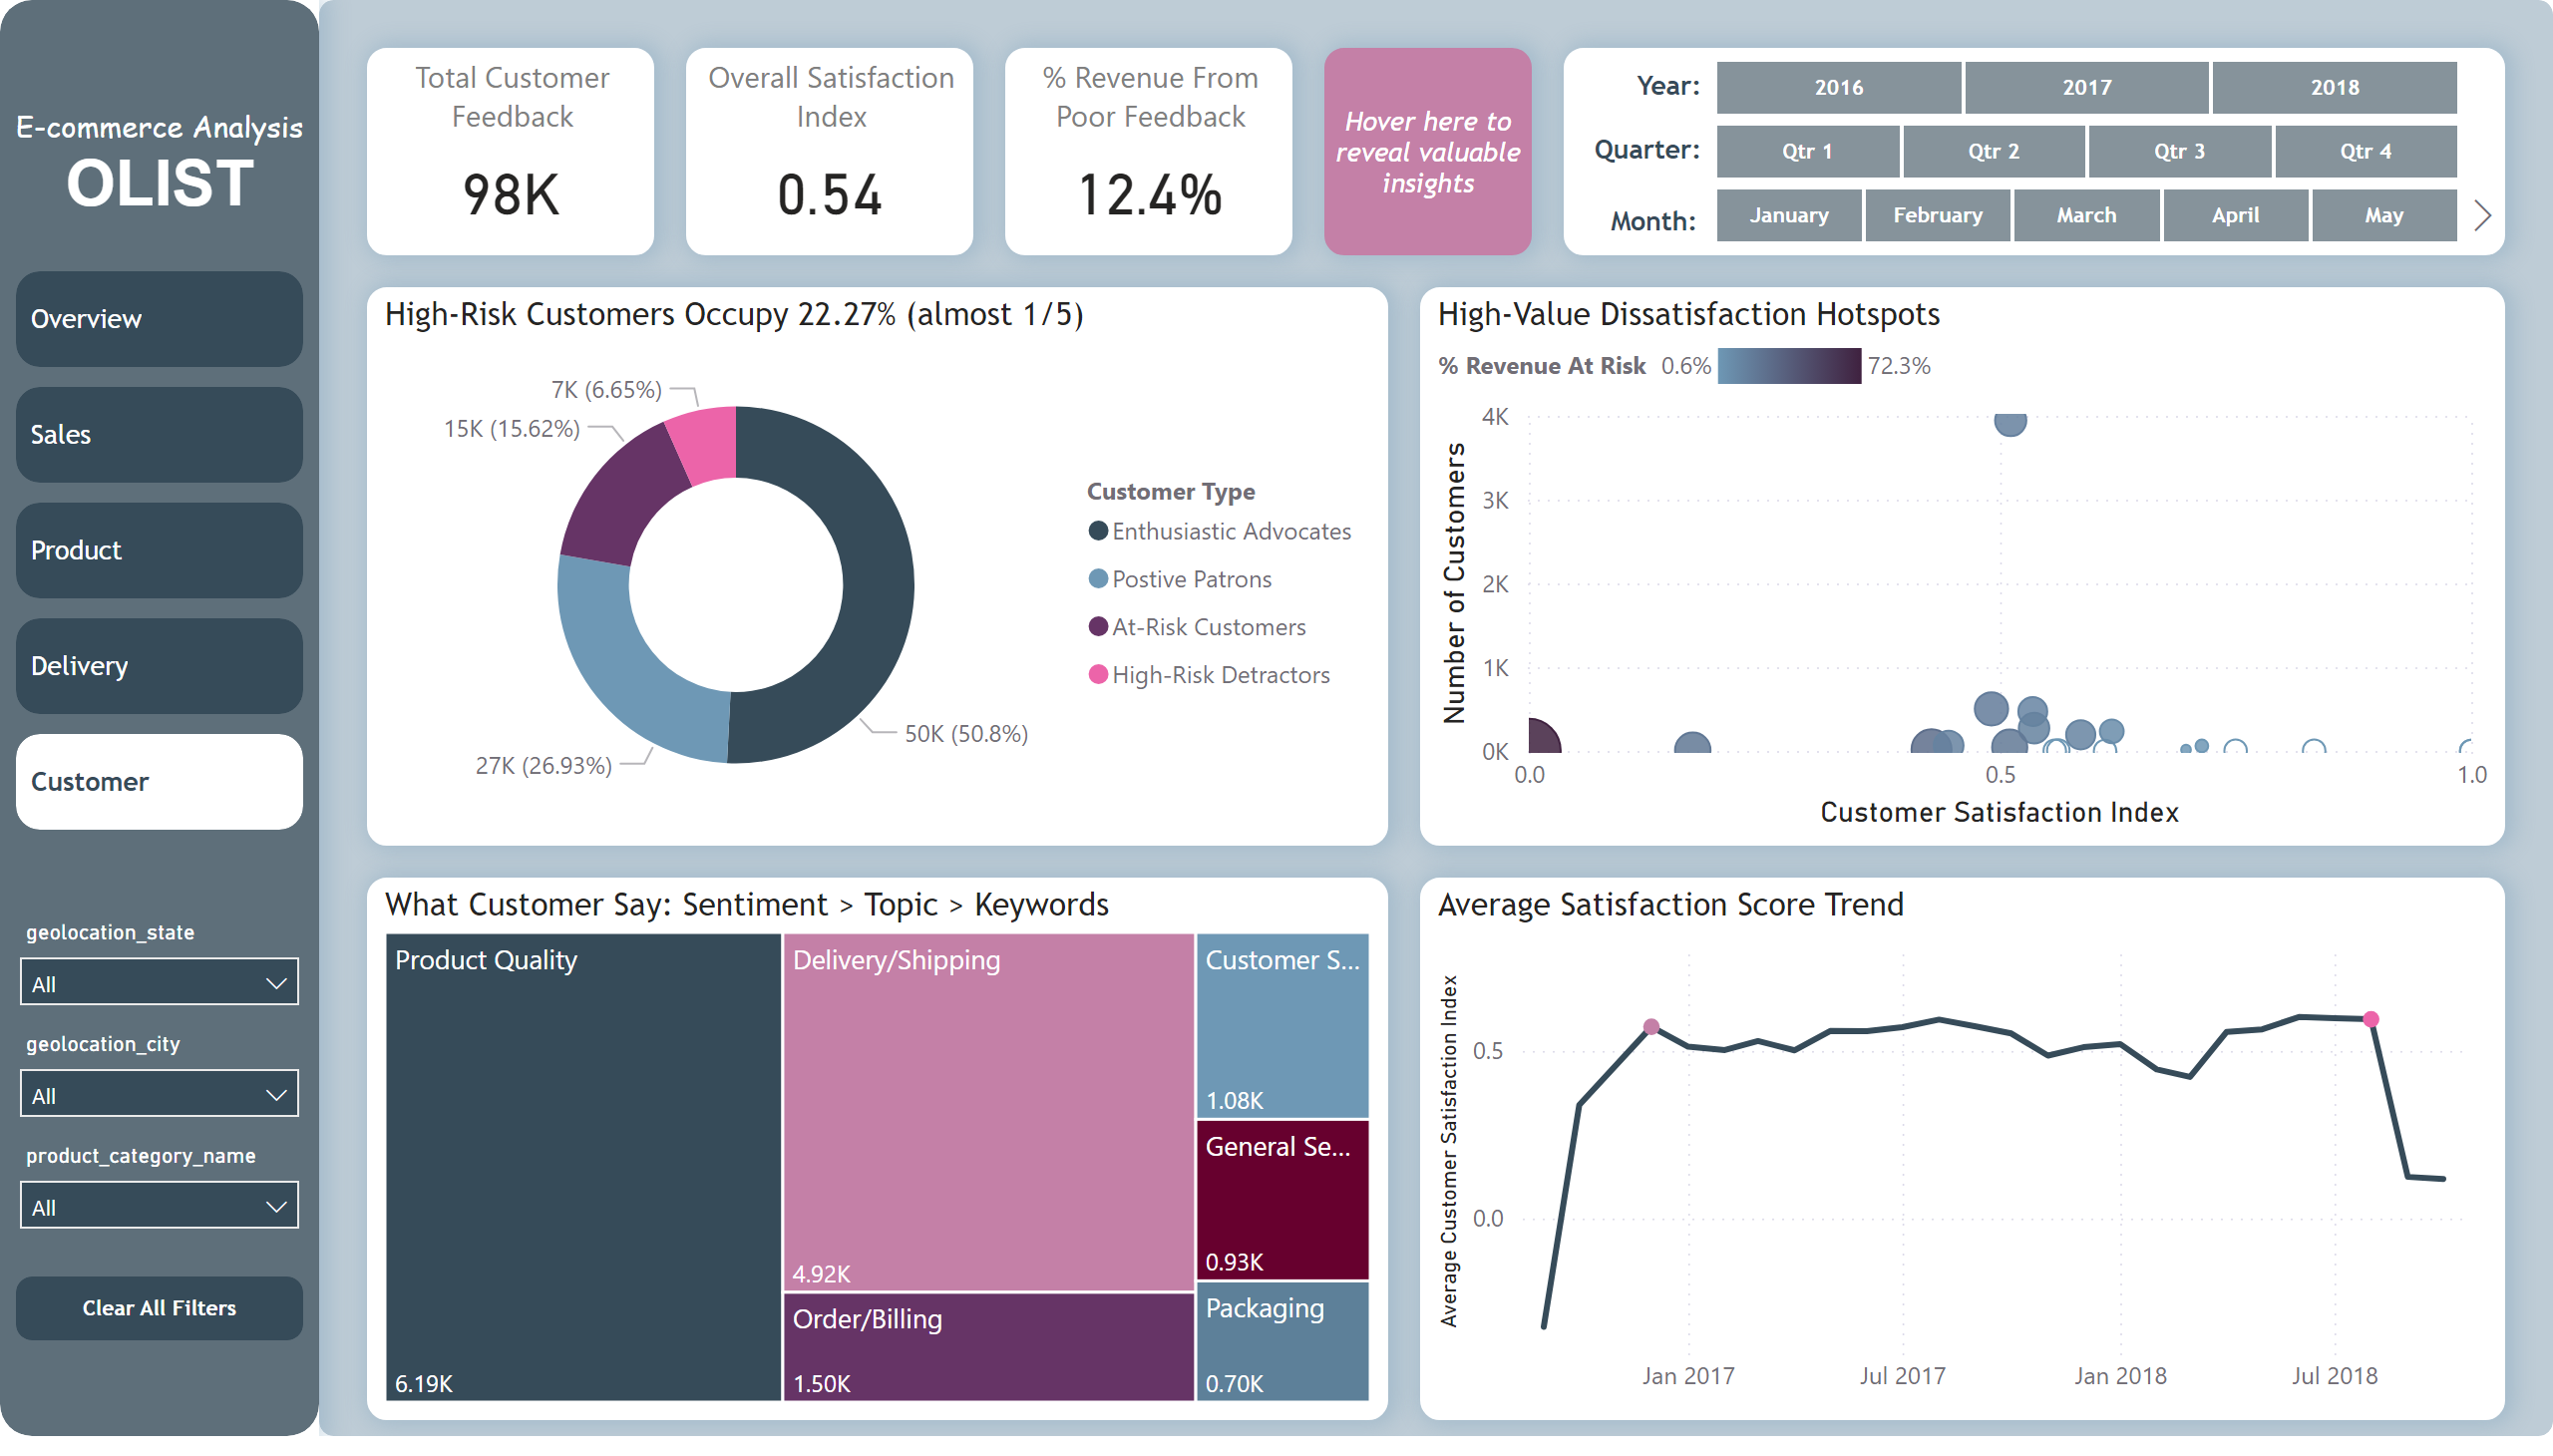 E-commerce Analysis
OLIST
Overview
Sales
Product
Delivery
Customer
geolocation_state
All
geolocation_city
All
product_category_name
All
Clear All Filters
Total Customer
Feedback
98K
Overall Satisfaction
Index
0.54
% Revenue From
Poor Feedback
12.4%
Hover here to
reveal valuable
insights
Year: 2016 2017 2018
Quarter: Qtr 1 Qtr 2 Qtr 3 Qtr 4
Month: January February March April May
High-Risk Customers Occupy 22.27% (almost 1/5)
7K (6.65%)
15K (15.62%)
50K (50.8%)
27K (26.93%)
Customer Type
Enthusiastic Advocates
Postive Patrons
At-Risk Customers
High-Risk Detractors
High-Value Dissatisfaction Hotspots
% Revenue At Risk 0.6% 72.3%
Number of Customers
4K
3K
2K
1K
0K
0.0 0.5 1.0
Customer Satisfaction Index
What Customer Say: Sentiment > Topic > Keywords
Product Quality
6.19K
Delivery/Shipping
4.92K
Order/Billing
1.50K
Customer S...
1.08K
General Se...
0.93K
Packaging
0.70K
Average Satisfaction Score Trend
Average Customer Satisfaction Index
0.5
0.0
Jan 2017 Jul 2017 Jan 2018 Jul 2018